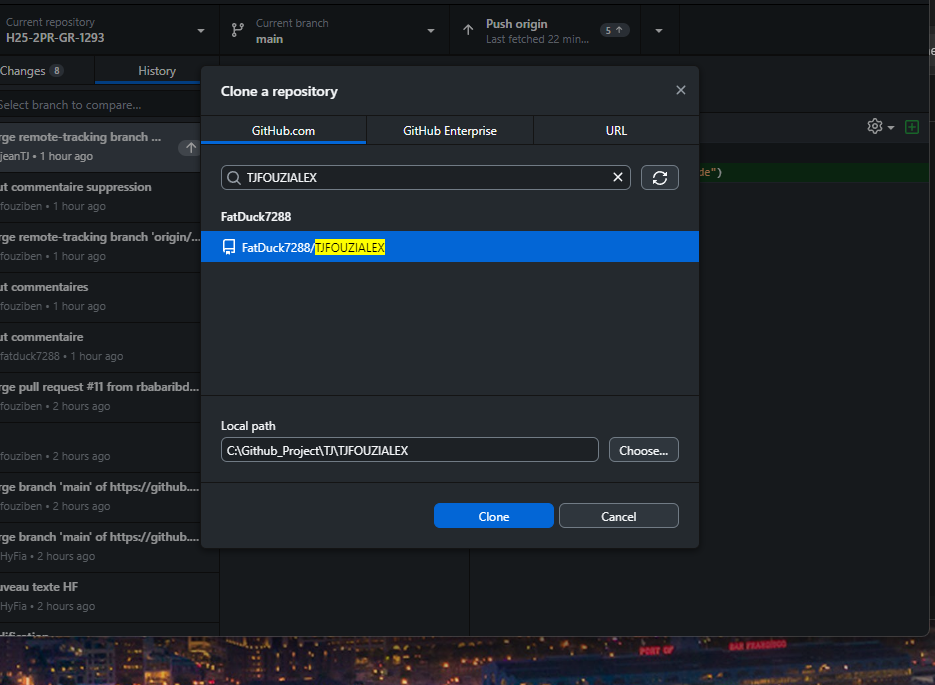 Current repository
H25-2PR-GR-1293
Current branch
main
Push origin
Last fetched 22 min...
5
Changes 8
History
Select branch to compare...
rge remote-tracking branch ...
jeanTJ • 1 hour ago
ut commentaire suppression
fouziben • 1 hour ago
rge remote-tracking branch 'origin/...
fouziben • 1 hour ago
ut commentaires
fouziben • 1 hour ago
ut commentaire
fatduck7288 • 1 hour ago
rge pull request #11 from rbabaribd...
fouziben • 2 hours ago
fouziben • 2 hours ago
rge branch 'main' of https://github....
fouziben • 2 hours ago
rge branch 'main' of https://github....
HyFia • 2 hours ago
uveau texte HF
HyFia • 2 hours ago
Clone a repository
GitHub.com
GitHub Enterprise
URL
TJFOUZIALEX
FatDuck7288
FatDuck7288/TJFOUZIALEX
Local path
C:\Github_Project\TJ\TJFOUZIALEX
Choose...
Clone
Cancel
de")
PORT OF
SAN FRANCISCO